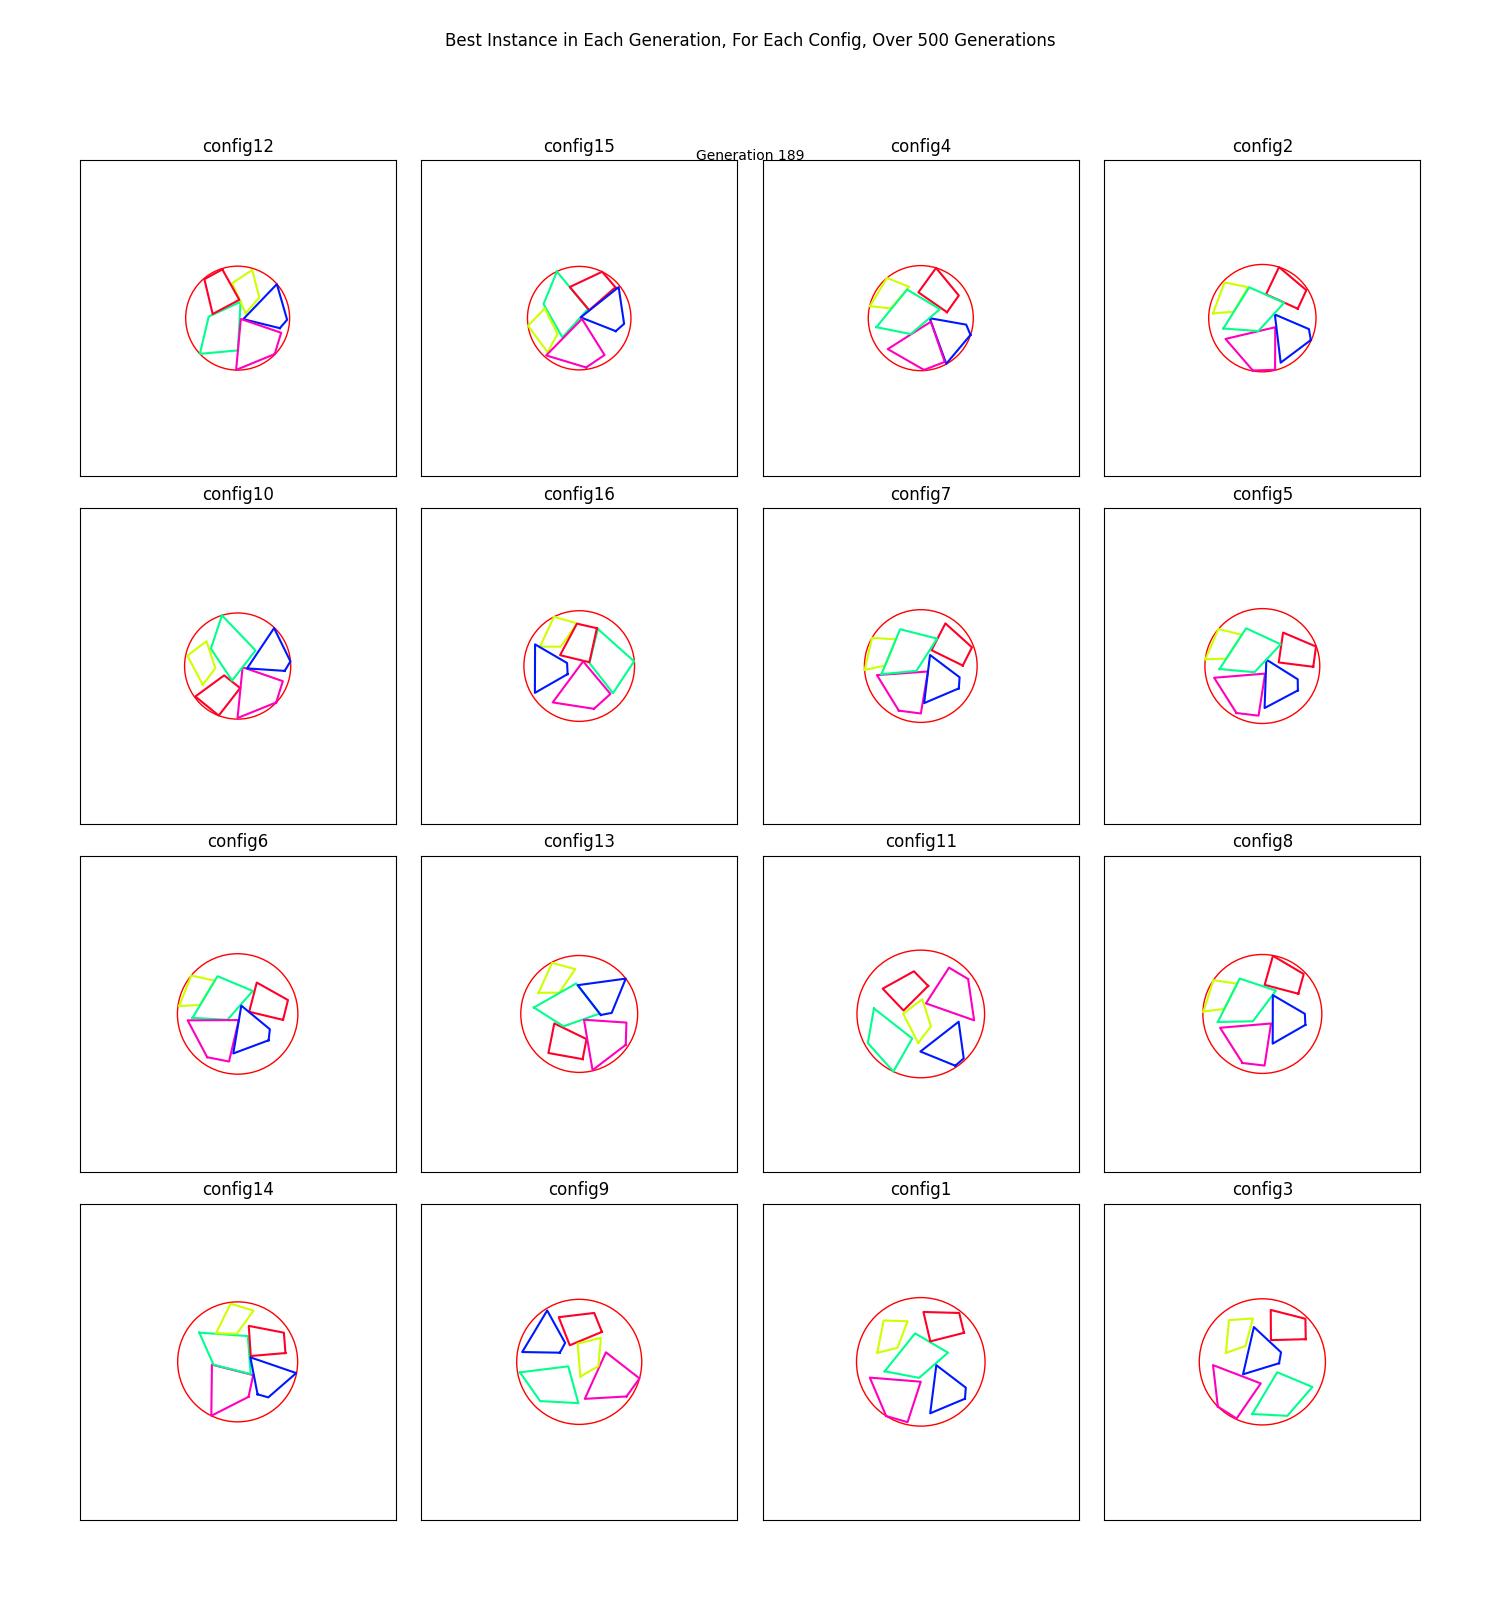 Best Instance in Each Generation, For Each Config, Over 500 Generations
Generation 189
config12
config15
config4
config2
config10
config16
config7
config5
config6
config13
config11
config8
config14
config9
config1
config3